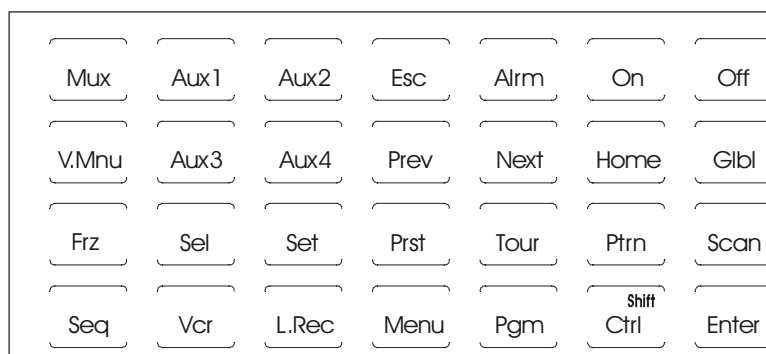 Mux Aux1 Aux2 Esc Alrm On Off
V.Mnu Aux3 Aux4 Prev Next Home Glbl
Frz Sel Set Prst Tour Ptrn Scan
Shift
Seq Vcr L.Rec Menu Pgm Ctrl Enter